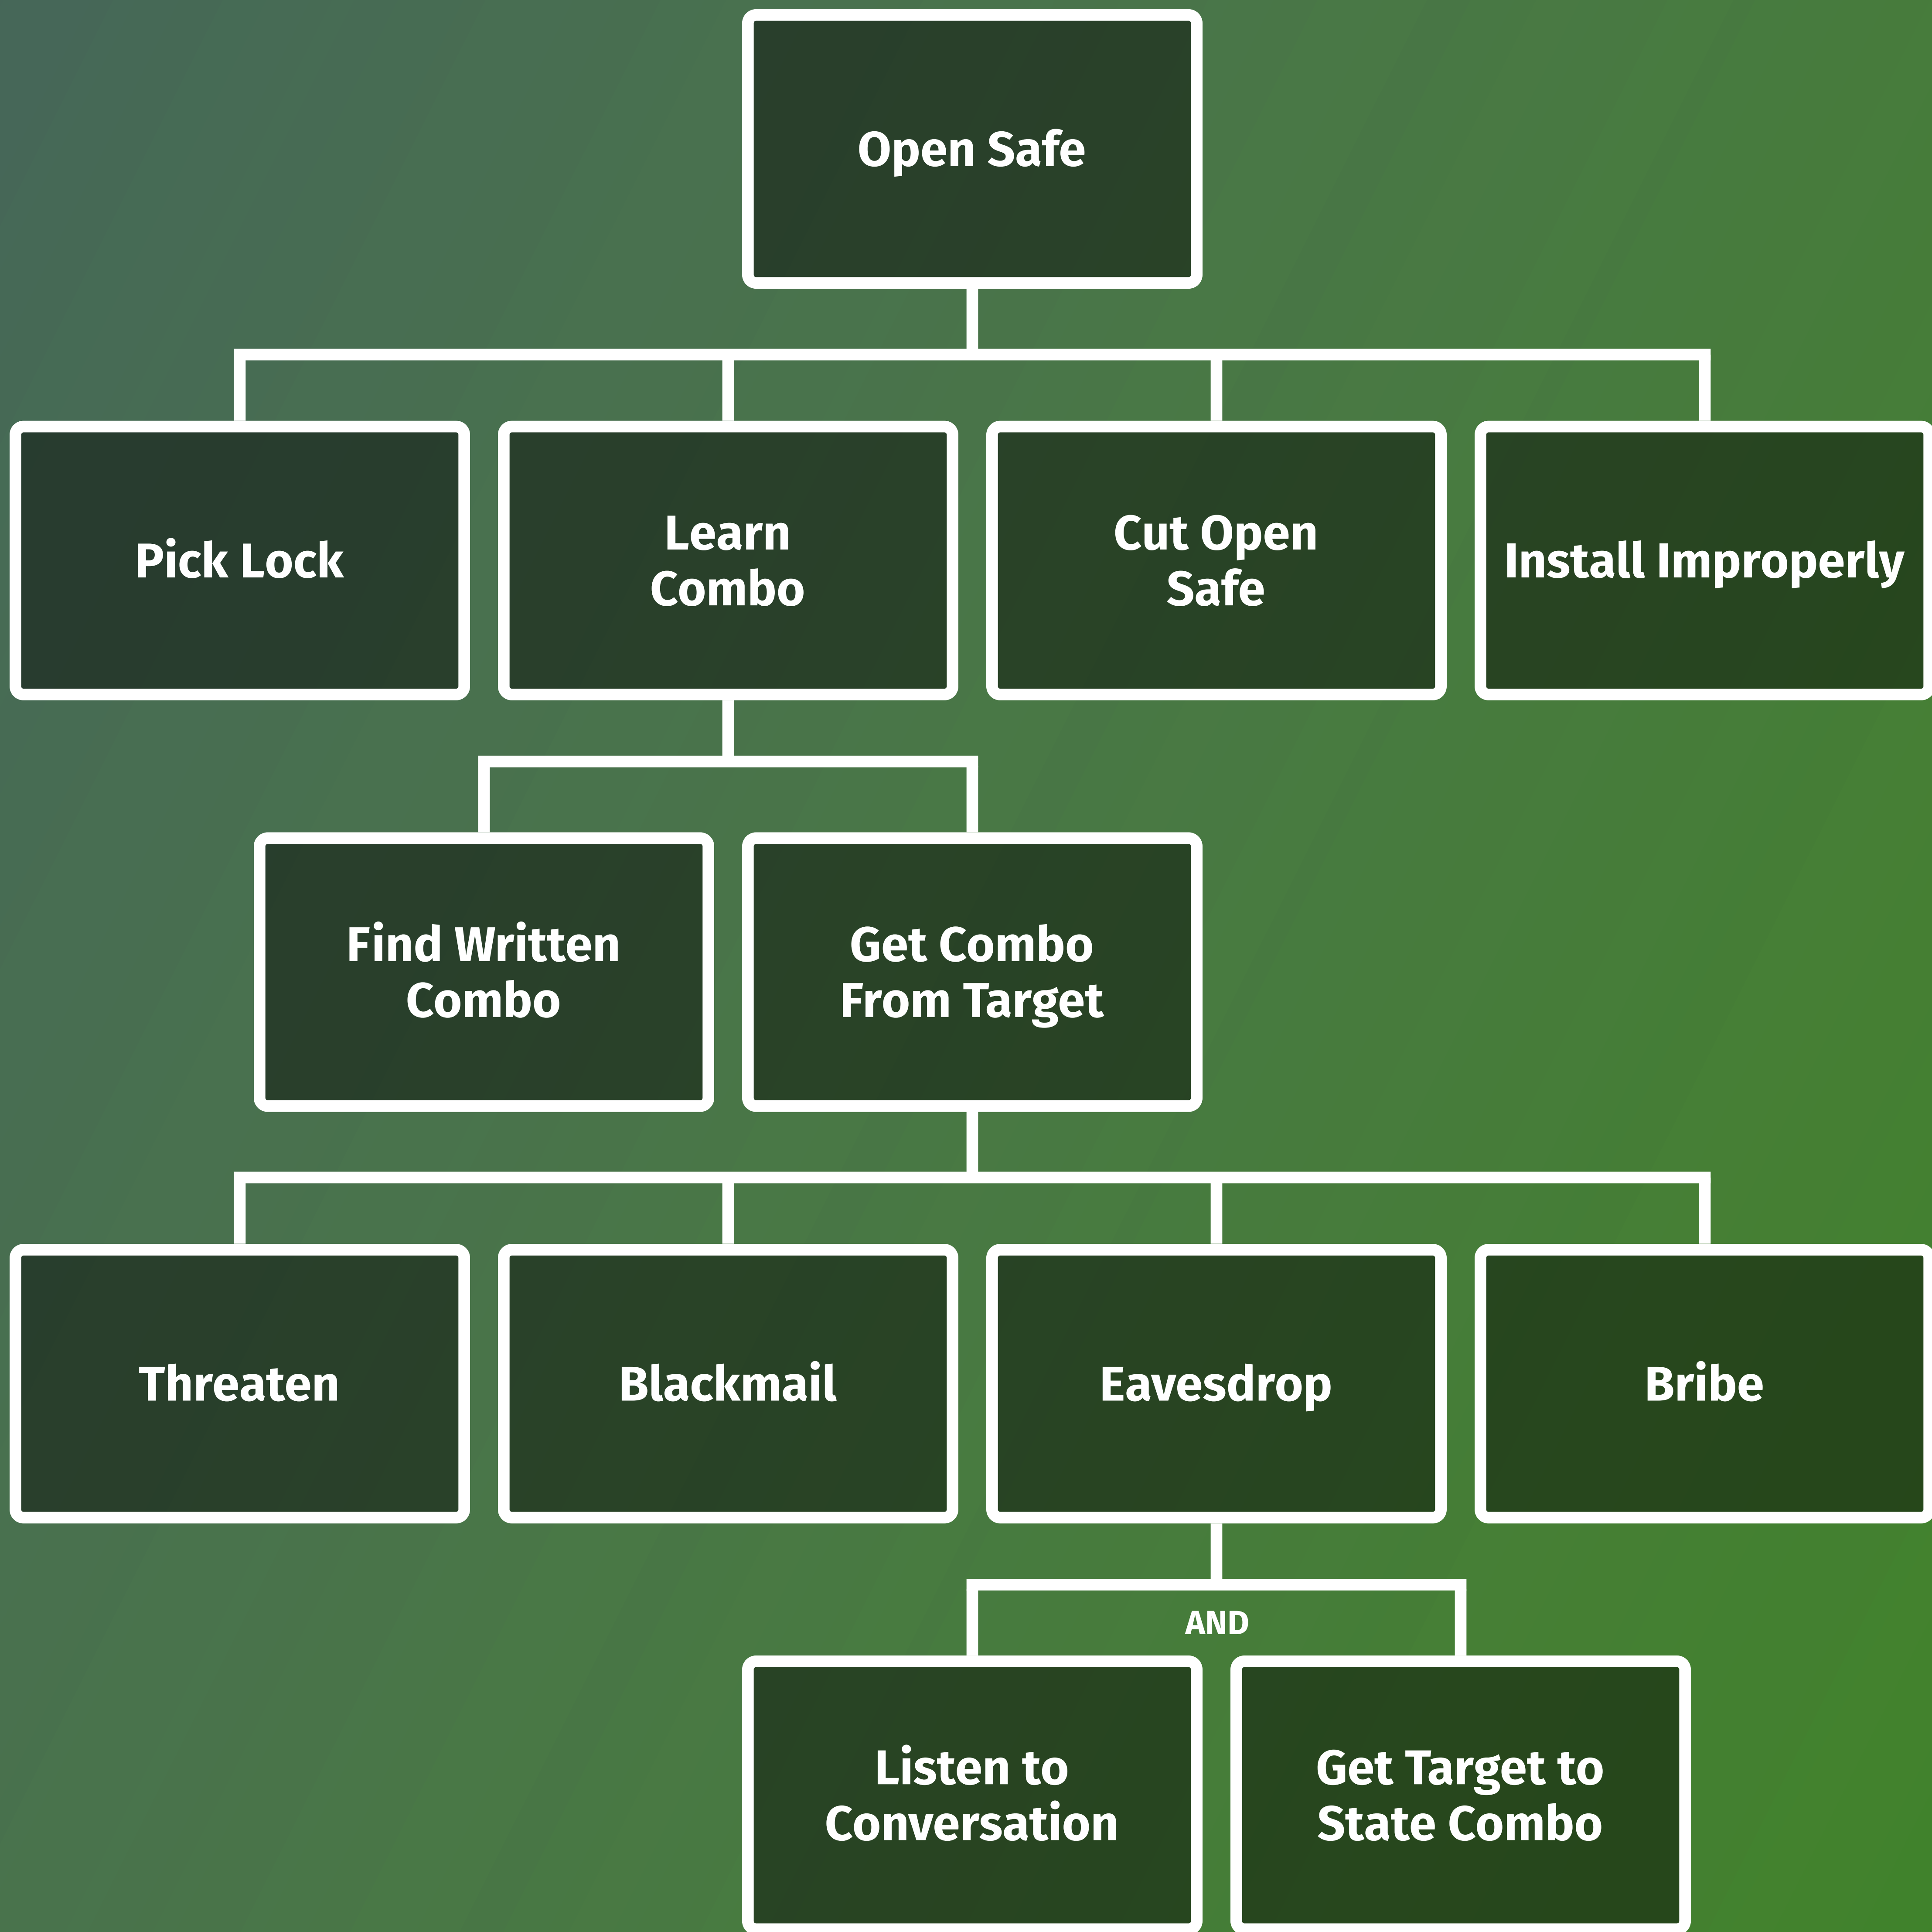 Open Safe
Pick Lock
Learn
Combo
Cut Open
Safe
Install Improperly
Find Written
Combo
Get Combo
From Target
Threaten
Blackmail
Eavesdrop
Bribe
AND
Listen to
Conversation
Get Target to
State Combo